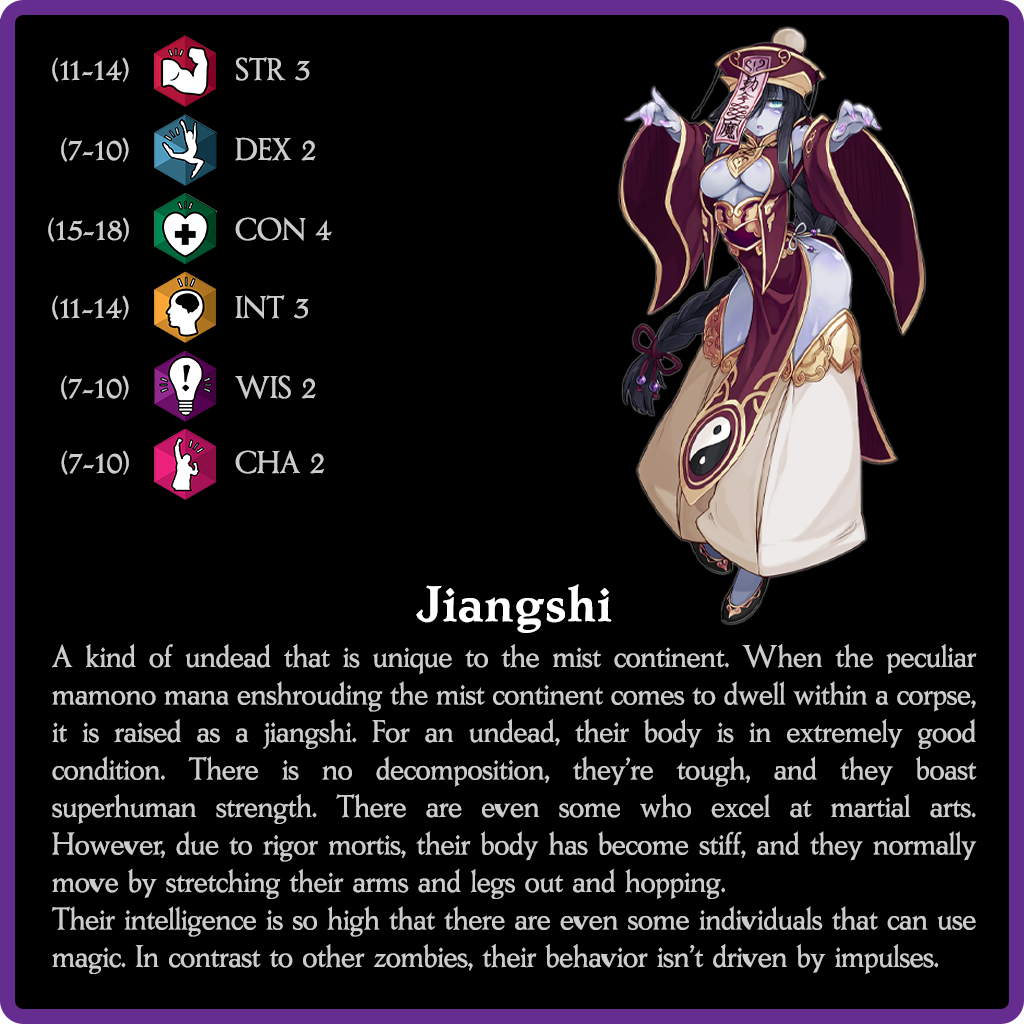 (11-14) STR 3
(7-10) DEX 2
(15-18) CON 4
(11-14) INT 3
(7-10) WIS 2
(7-10) CHA 2
Jiangshi
A kind of undead that is unique to the mist continent. When the peculiar
mamono mana enshrouding the mist continent comes to dwell within a corpse,
it is raised as a jiangshi. For an undead, their body is in extremely good
condition. There is no decomposition, they're tough, and they boast
superhuman strength. There are even some who excel at martial arts.
However, due to rigor mortis, their body has become stiff, and they normally
move by stretching their arms and legs out and hopping.
Their intelligence is so high that there are even some individuals that can use
magic. In contrast to other zombies, their behavior isn't driven by impulses.